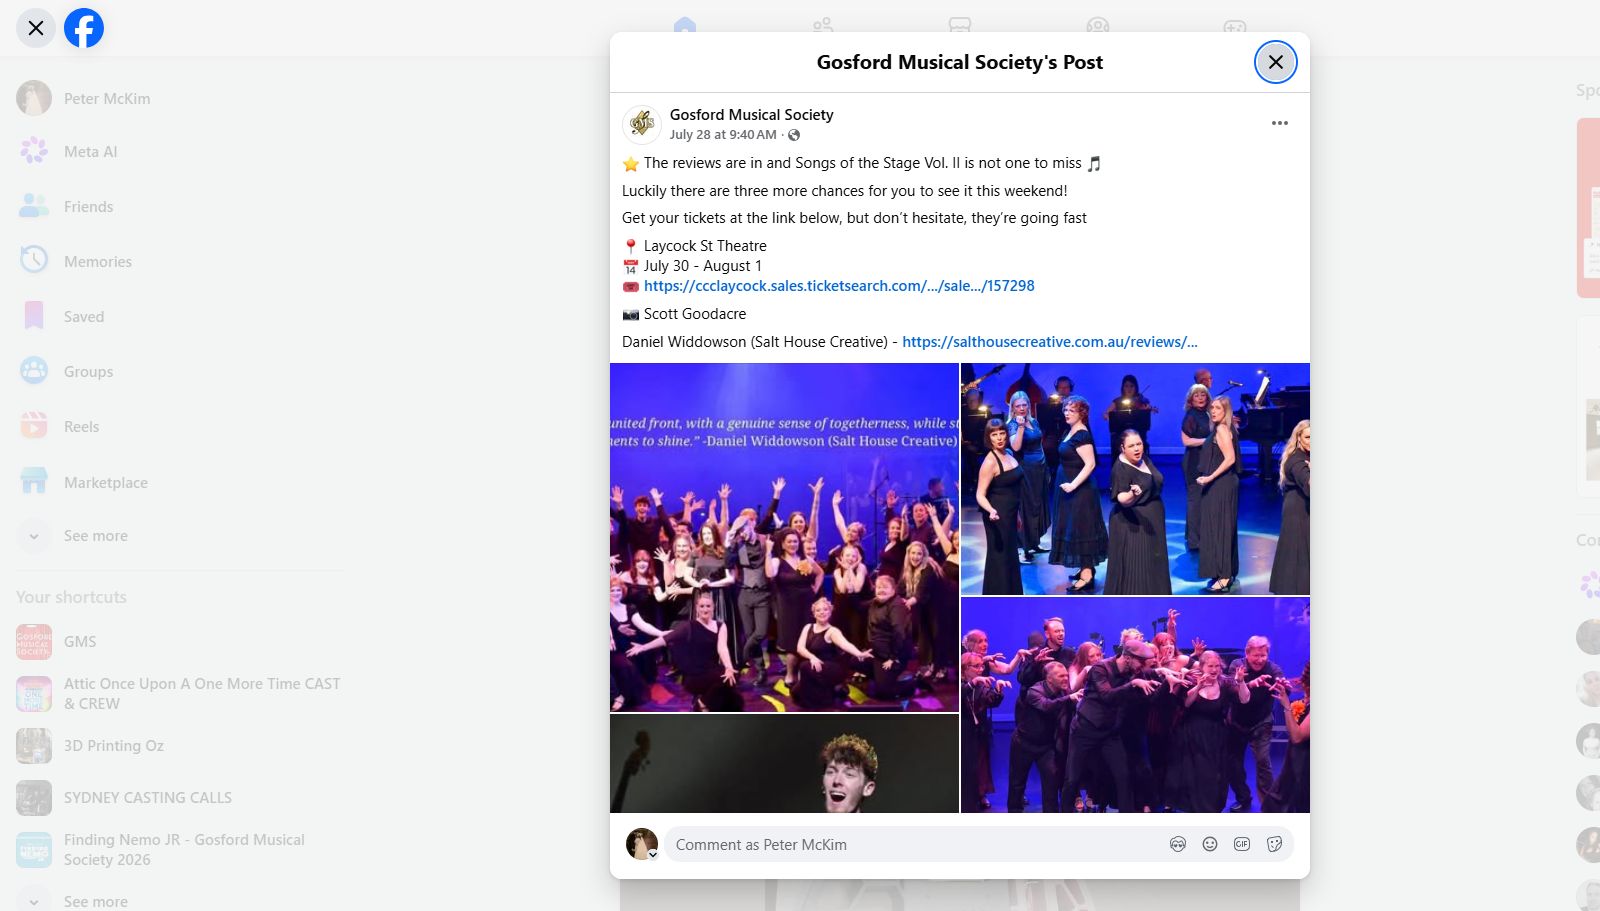 Gosford Musical Society's Post
Gosford Musical Society
July 28 at 9:40 AM ·
⭐ The reviews are in and Songs of the Stage Vol. II is not one to miss 🎵
Luckily there are three more chances for you to see it this weekend!
Get your tickets at the link below, but don't hesitate, they're going fast
📍 Laycock St Theatre
📅 July 30 - August 1
🎟️ https://ccclaycock.sales.ticketsearch.com/.../sale.../157298
📷 Scott Goodacre
Daniel Widdowson (Salt House Creative) - https://salthousecreative.com.au/reviews/...
united front, with a genuine sense of togetherness, while
ents to shine." -Daniel Widdowson (Salt House Creative)
Comment as Peter McKim
GIF
Peter McKim
Meta AI
Friends
Memories
Saved
Groups
Reels
Marketplace
See more
Your shortcuts
GMS
Attic Once Upon A One More Time CAST
& CREW
3D Printing Oz
SYDNEY CASTING CALLS
Finding Nemo JR - Gosford Musical
Society 2026
See more
Spo
Cor